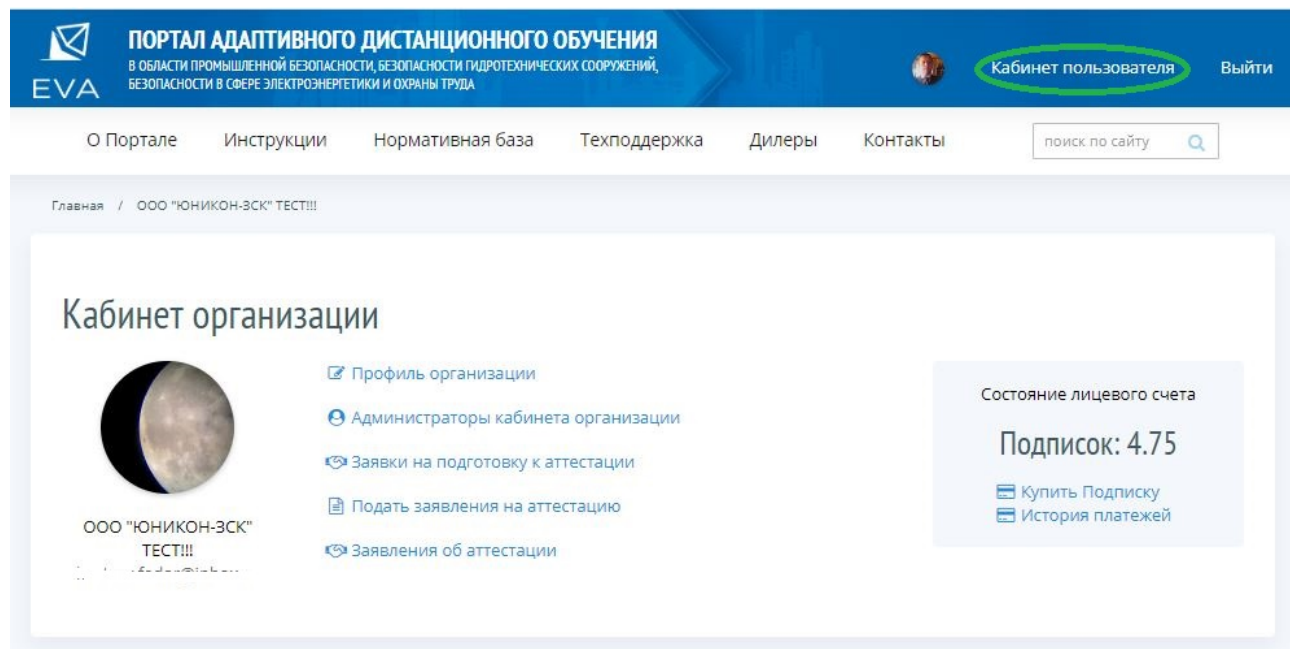 ПОРТАЛ АДАПТИВНОГО ДИСТАНЦИОННОГО ОБУЧЕНИЯ
В ОБЛАСТИ ПРОМЫШЛЕННОЙ БЕЗОПАСНОСТИ, БЕЗОПАСНОСТИ ГИДРОТЕХНИЧЕСКИХ СООРУЖЕНИЙ,
БЕЗОПАСНОСТИ В СФЕРЕ ЭЛЕКТРОЭНЕРГЕТИКИ И ОХРАНЫ ТРУДА
EVA
Кабинет пользователя Выйти
О Портале Инструкции Нормативная база Техподдержка Дилеры Контакты поиск по сайту
Главная / ООО "ЮНИКОН-ЗСК" ТЕСТ!!!
Кабинет организации
Профиль организации
Администраторы кабинета организации
Заявки на подготовку к аттестации
Подать заявления на аттестацию
Заявления об аттестации
ООО "ЮНИКОН-ЗСК"
ТЕСТ!!!
Состояние лицевого счета
Подписок: 4.75
Купить Подписку
История платежей